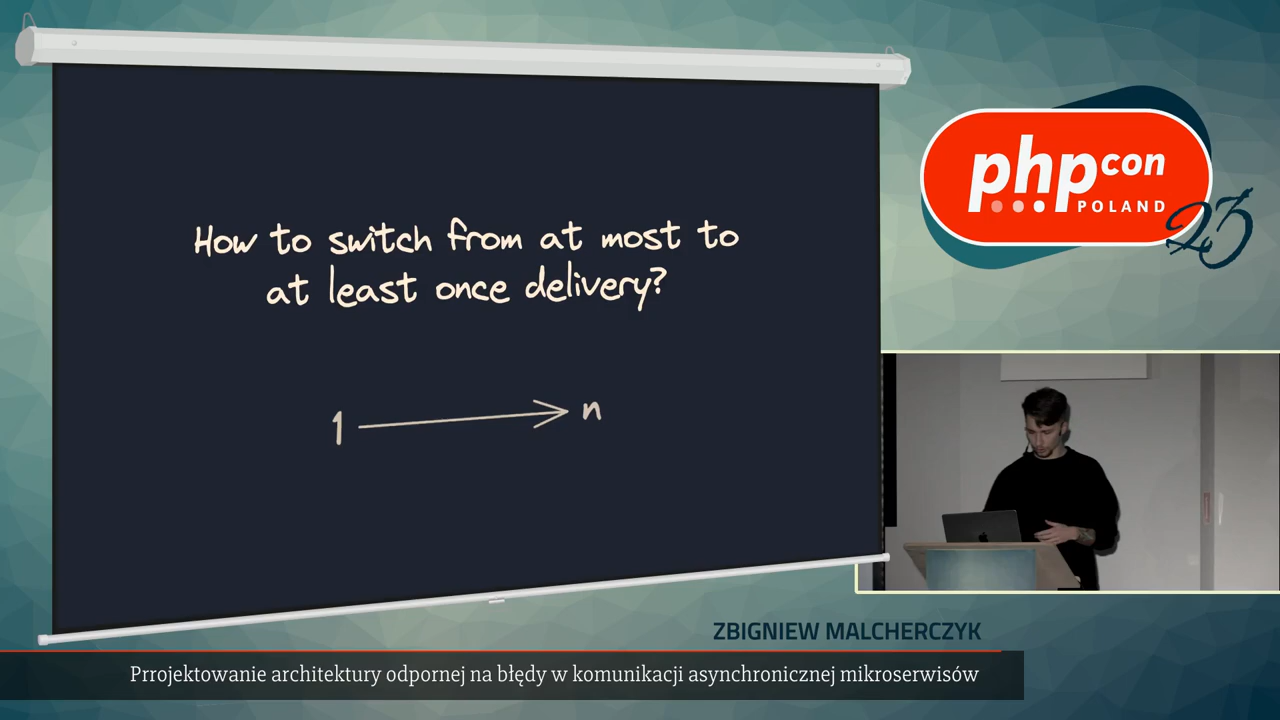 How to switch from at most to
at least once delivery?
1 n
php con
POLAND
23
ZBIGNIEW MALCHERCZYK
Prrojektowanie architektury odpornej na błędy w komunikacji asynchronicznej mikroserwisów